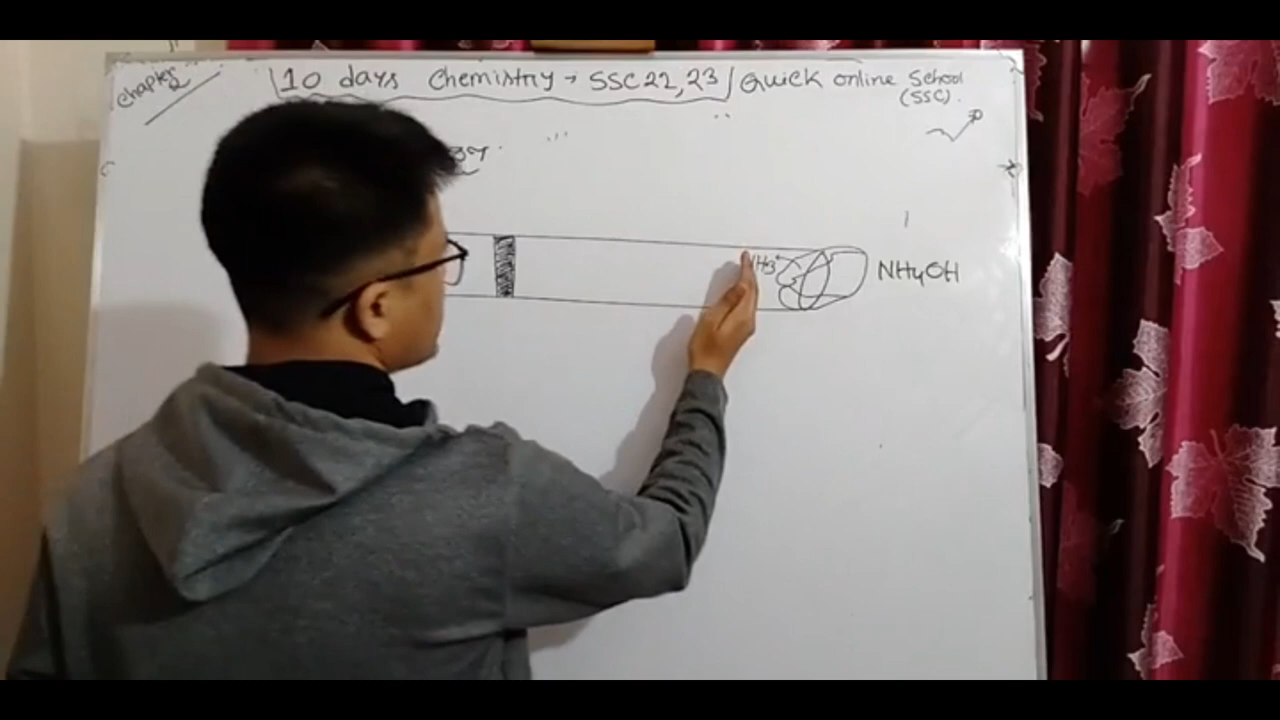 Chapter 2
10 days Chemistry → SSC 22, 23 / Quick online School
(SSC).
NH3
NH4OH